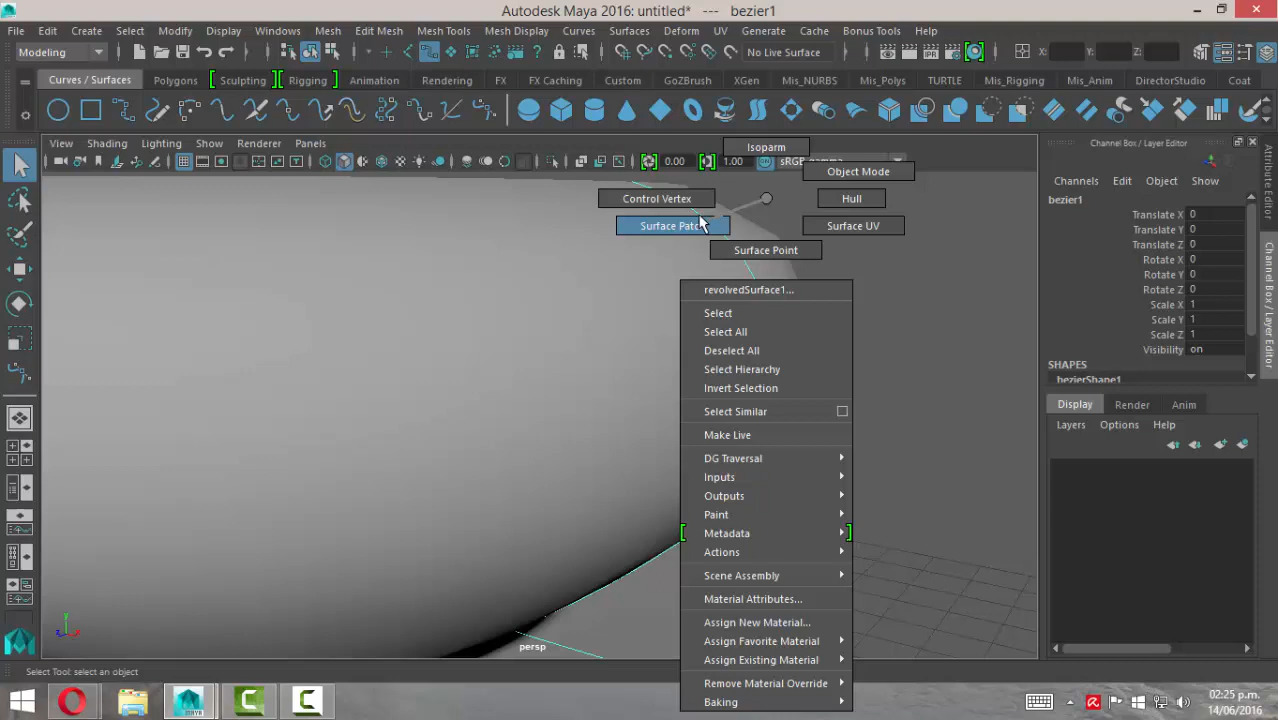 Autodesk Maya 2016: untitled*   ---   bezier1
File Edit Create Select Modify Display Windows Mesh Edit Mesh Mesh Tools Mesh Display Curves Surfaces Deform UV Generate Cache Bonus Tools Help
Modeling No Live Surface X: Y: Z:
Curves / Surfaces Polygons Sculpting Rigging Animation Rendering FX FX Caching Custom GoZBrush XGen Mis_NURBS Mis_Polys TURTLE Mis_Rigging Mis_Anim DirectorStudio Coat
View Shading Lighting Show Renderer Panels
Channel Box / Layer Editor
0.00 1.00
Isoparm
Object Mode
Control Vertex
Hull
Surface UV
Surface Point
revolvedSurface1...
Select
Select All
Deselect All
Select Hierarchy
Invert Selection
Select Similar
Make Live
DG Traversal
Inputs
Outputs
Paint
Metadata
Actions
Scene Assembly
Material Attributes...
Assign New Material...
Assign Favorite Material
Assign Existing Material
Remove Material Override
Baking
Channels Edit Object Show
bezier1
Translate X 0
Translate Y 0
Translate Z 0
Rotate X 0
Rotate Y 0
Rotate Z 0
Scale X 1
Scale Y 1
Scale Z 1
Visibility on
SHAPES
bezierShape1
Display Render Anim
Layers Options Help
Attribute Editor
Channel Box / Layer Editor
y
z x
persp
Select Tool: select an object
02:25 p.m.
14/06/2016